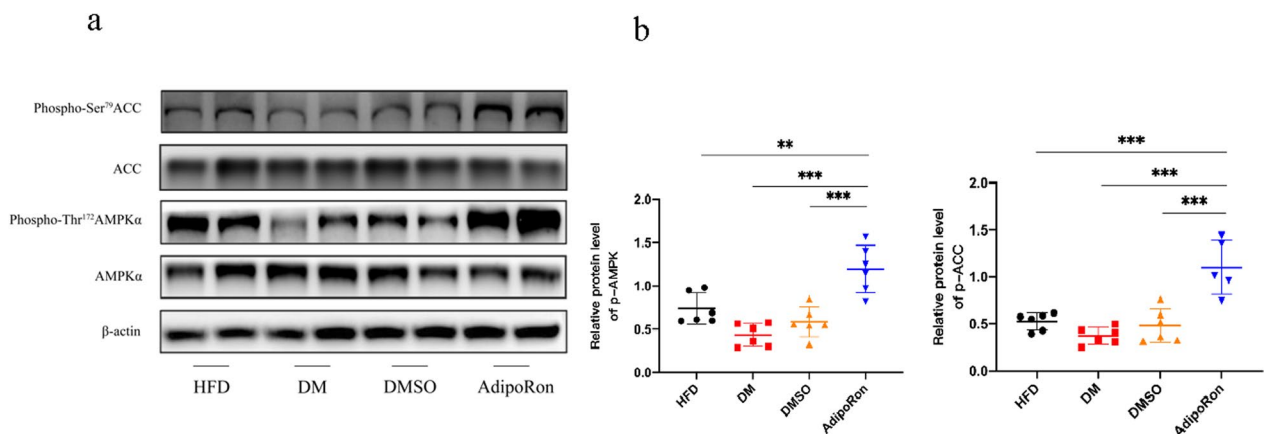 a
Phospho-Ser⁷⁹ACC
ACC
Phospho-Thr¹⁷²AMPKα
AMPKα
β-actin
HFD DM DMSO AdipoRon
b
**
***
***
Relative protein level
of p-AMPK
2.0
1.5
1.0
0.5
0.0
HFD DM DMSO AdipoRon
***
***
***
Relative protein level
of p-ACC
2.0
1.5
1.0
0.5
0.0
HFD DM DMSO AdipoRon